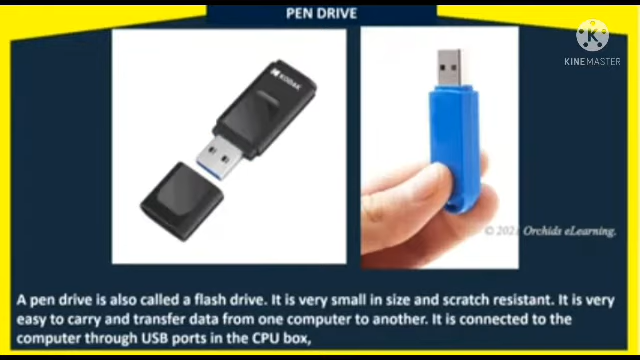 PEN DRIVE
KODAK
K
KINEMASTER
© 2021 Orchids eLearning.
A pen drive is also called a flash drive. It is very small in size and scratch resistant. It is very
easy to carry and transfer data from one computer to another. It is connected to the
computer through USB ports in the CPU box,